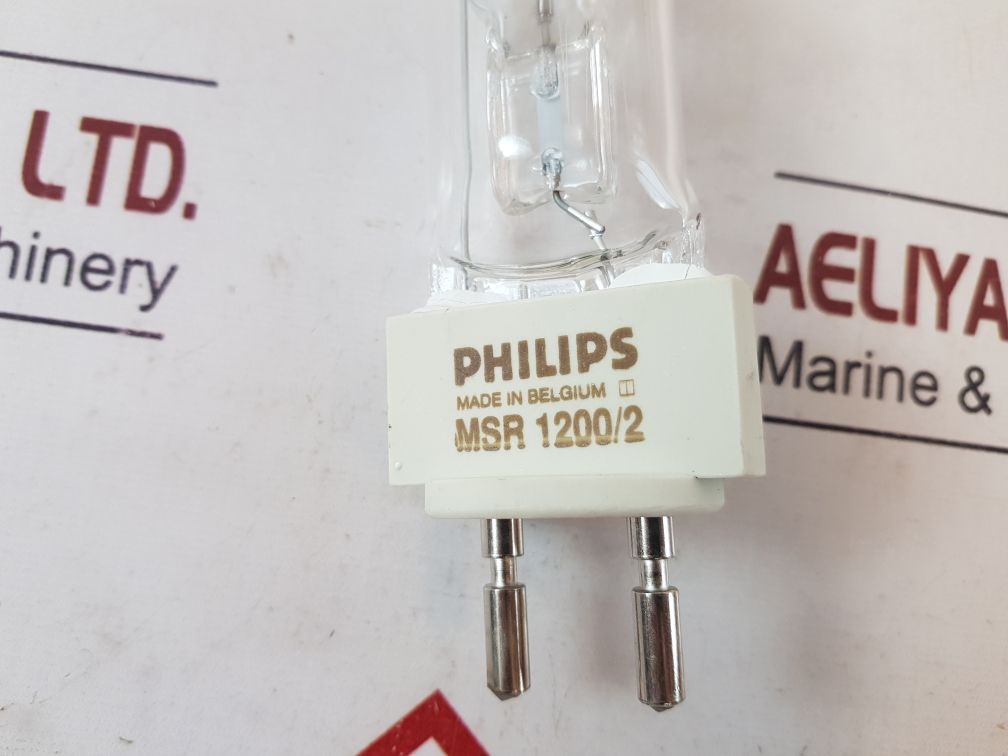 LTD.
hinery
AELIYA
Marine &
PHILIPS
MADE IN BELGIUM
MSR 1200/2